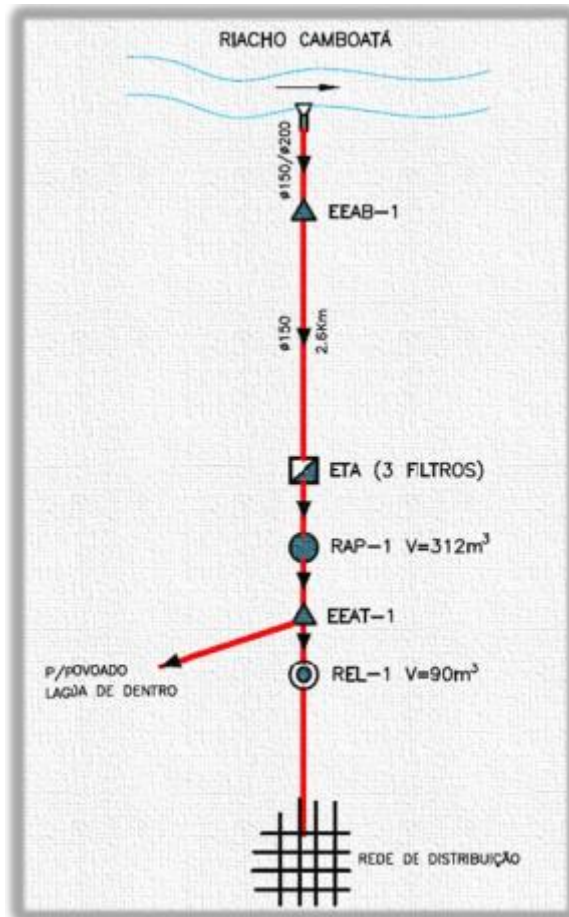 RIACHO CAMBOATÁ
ø150/ø200
EEAB-1
ø150
2.6Km
ETA (3 FILTROS)
RAP-1 V=312m³
EEAT-1
P/POVOADO
LAGOA DE DENTRO
REL-1 V=90m³
REDE DE DISTRIBUIÇÃO